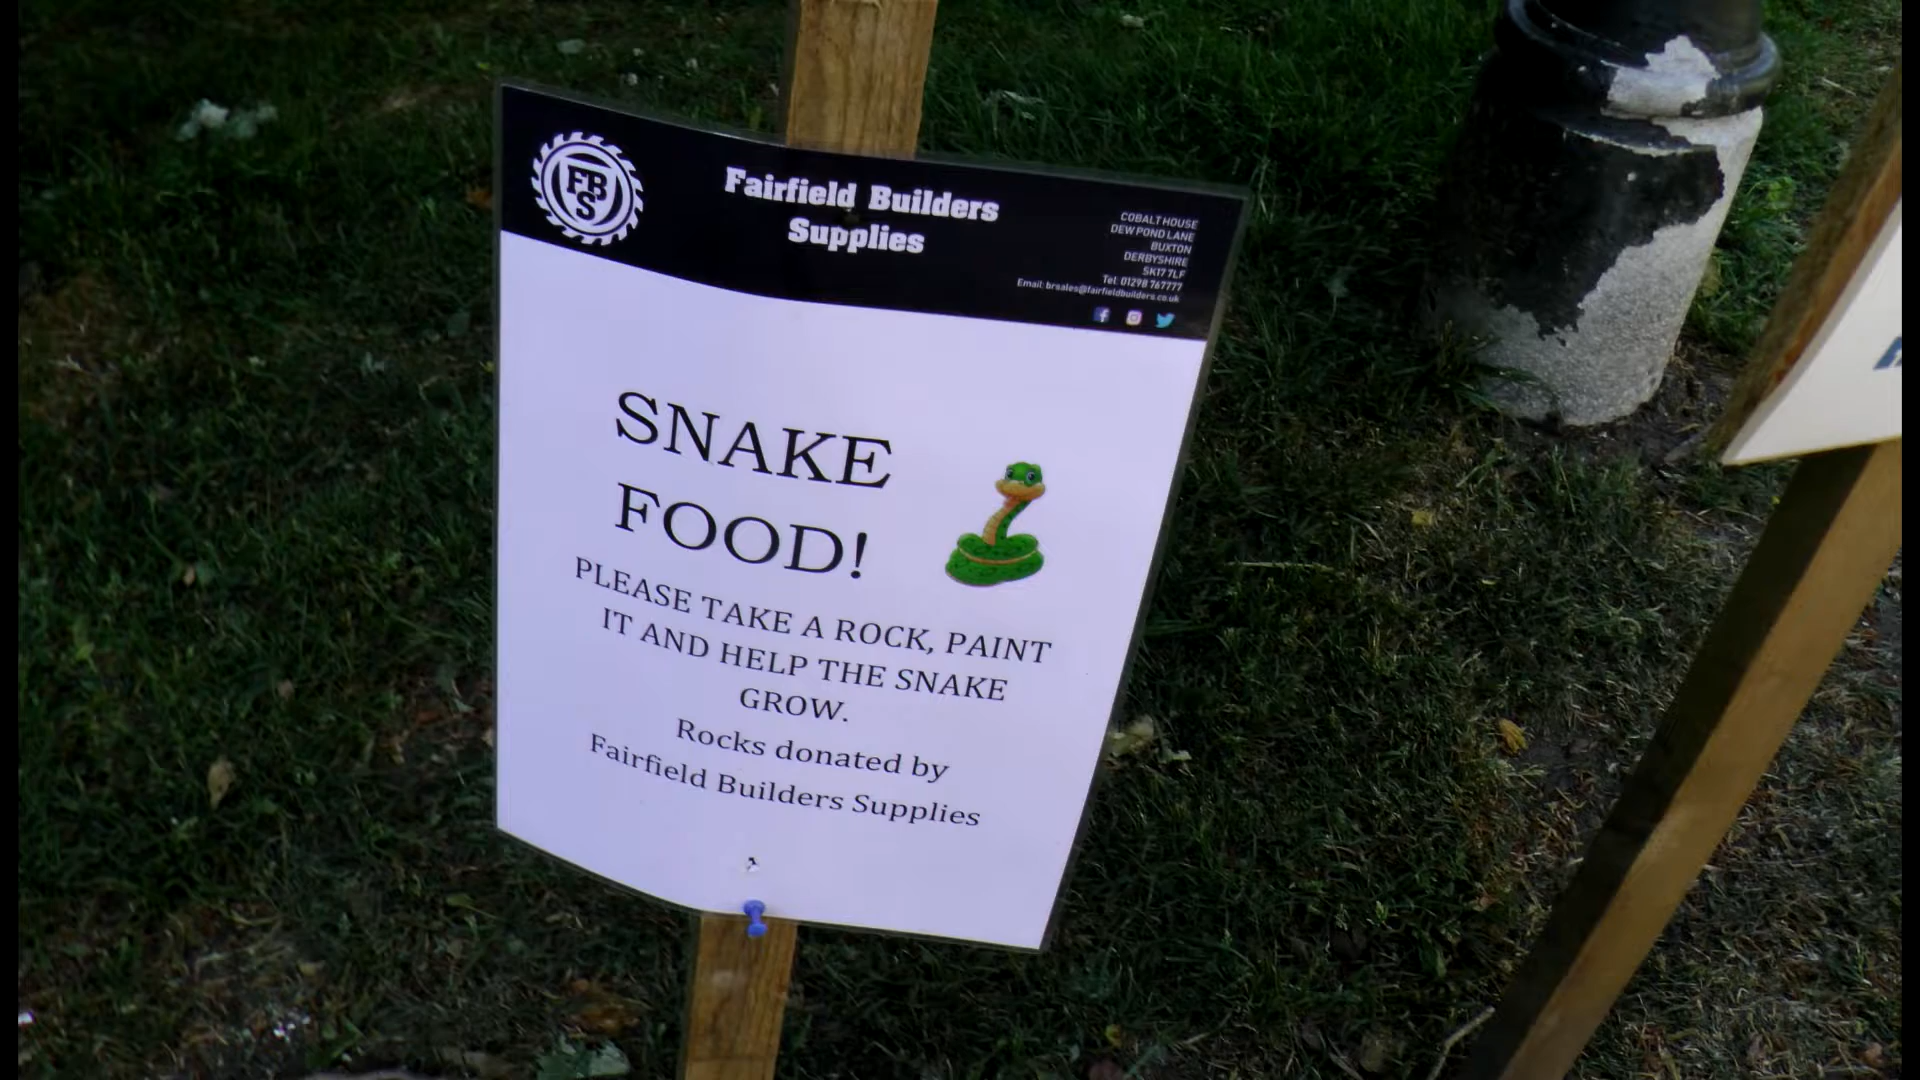 FBS
Fairfield Builders
Supplies
COBALT HOUSE
DEW POND LANE
BUXTON
DERBYSHIRE
SK17 7LF
Tel: 01298 767777
Email: brsales@fairfieldbuilders.co.uk
SNAKE
FOOD!
PLEASE TAKE A ROCK, PAINT
IT AND HELP THE SNAKE
GROW.
Rocks donated by
Fairfield Builders Supplies